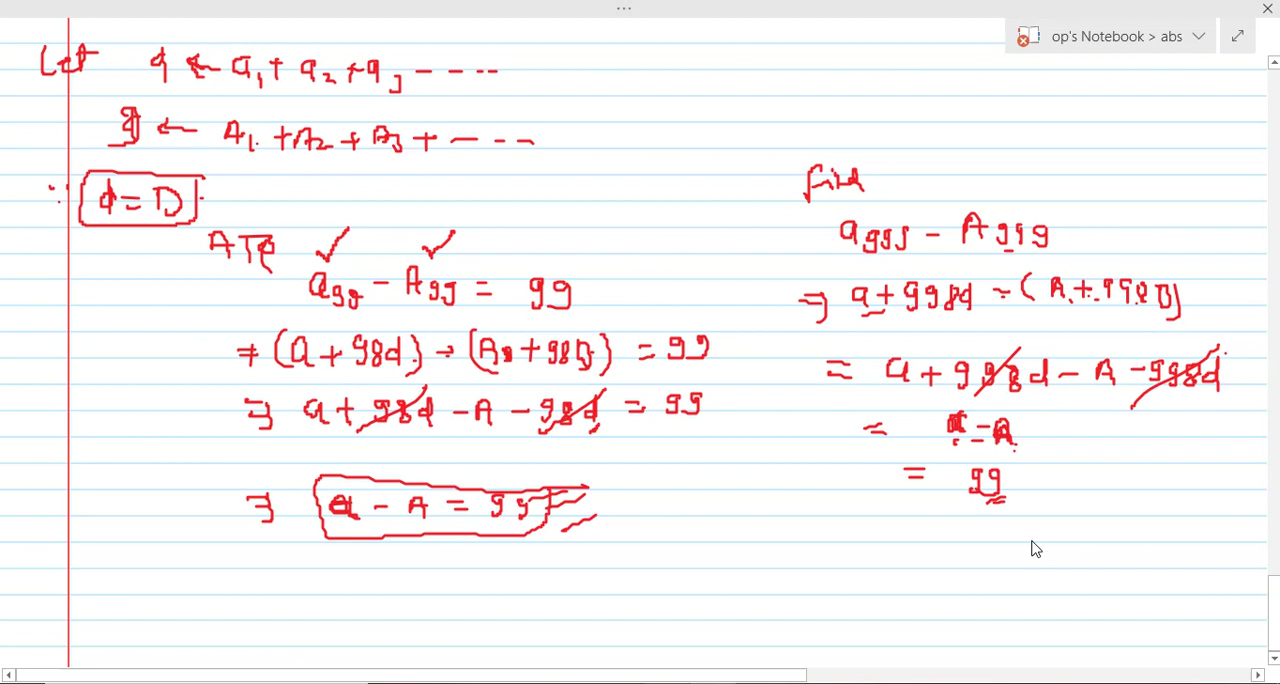 op's Notebook > abs
Let d ← a₁ + a₂ + a₃ - - - -
D ← A₁ + A₂ + A₃ + - - - -
∵ d = D
ATQ ✓ ✓
a₉₉ - A₉₉ = 99
⇒ (a + 98d) - (A + 98D) = 99
⇒ a + 98d - A - 98d = 99
⇒ a - A = 99
find
a₉₉₉ - A₉₉₉
⇒ a + 998d - (A + 998D)
= a + 998d - A - 998d
= a - A
= 99